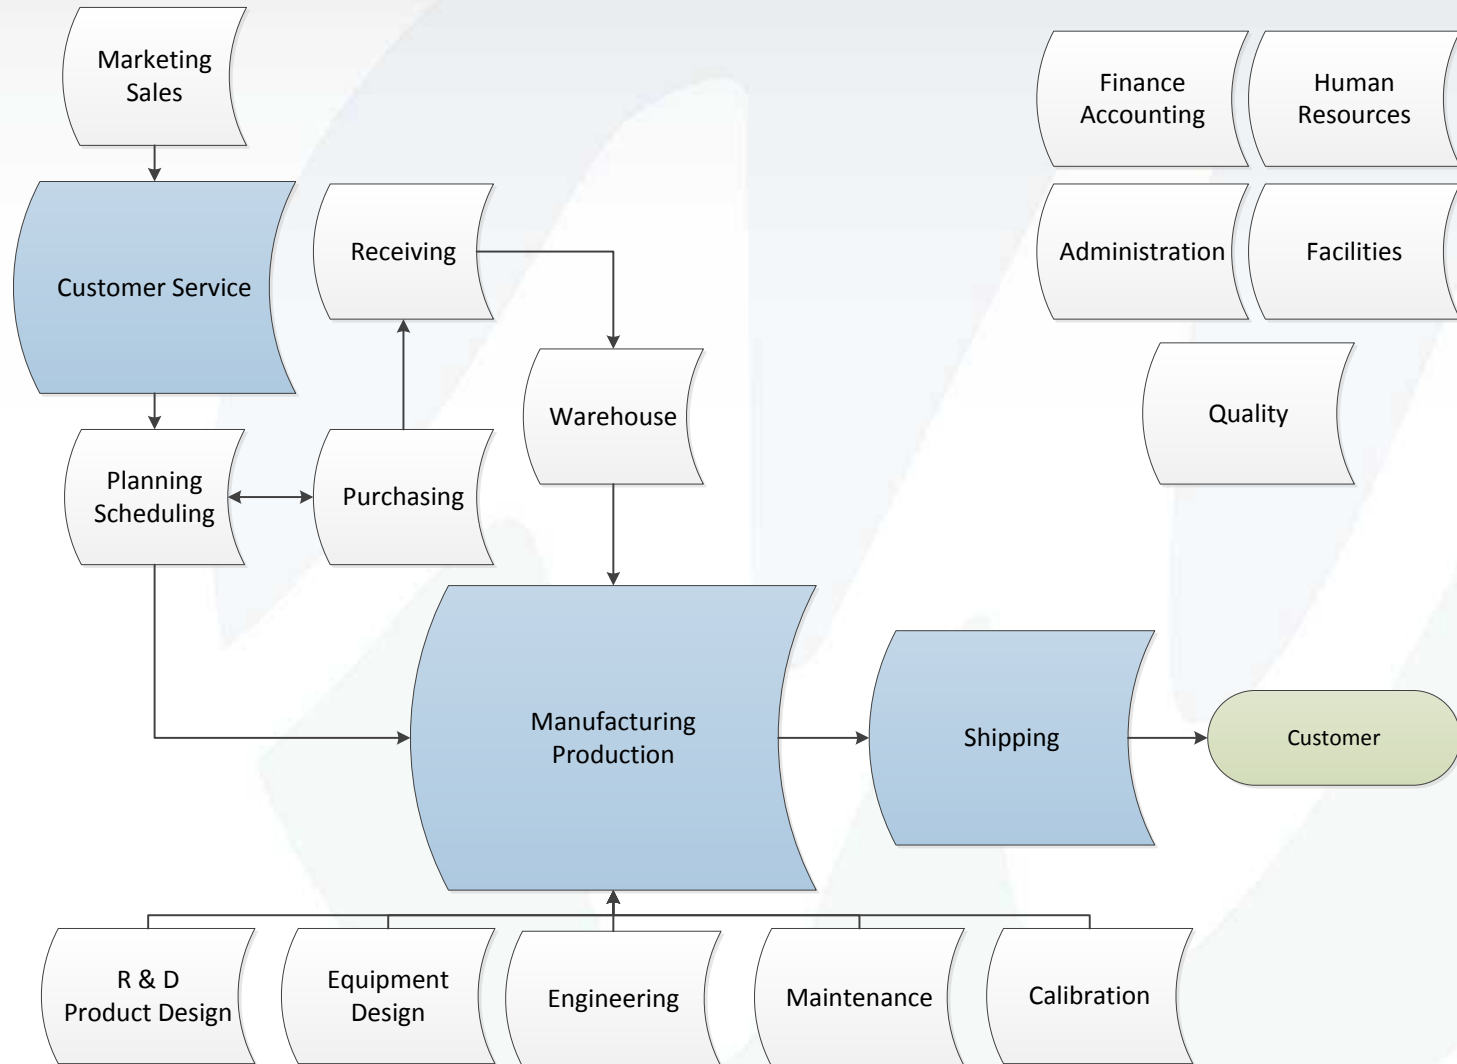 Marketing
Sales
Finance
Accounting
Human
Resources
Customer Service
Receiving
Administration
Facilities
Warehouse
Quality
Planning
Scheduling
Purchasing
Manufacturing
Production
Shipping
Customer
R & D
Product Design
Equipment
Design
Engineering
Maintenance
Calibration